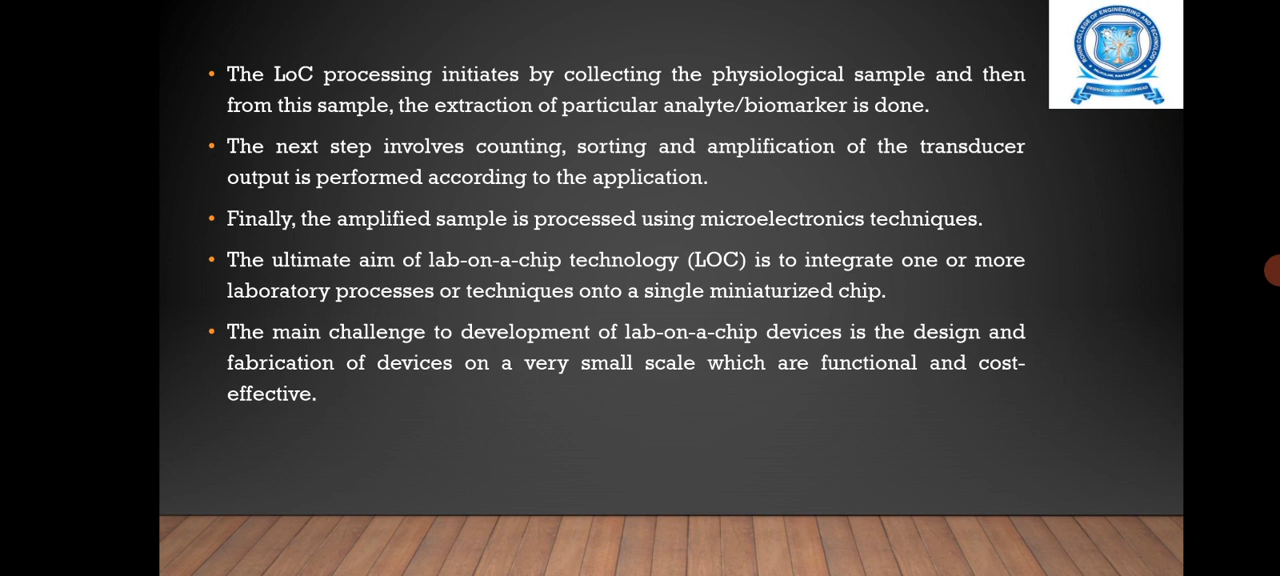 • The LoC processing initiates by collecting the physiological sample and then
from this sample, the extraction of particular analyte/biomarker is done.
• The next step involves counting, sorting and amplification of the transducer
output is performed according to the application.
• Finally, the amplified sample is processed using microelectronics techniques.
• The ultimate aim of lab-on-a-chip technology (LOC) is to integrate one or more
laboratory processes or techniques onto a single miniaturized chip.
• The main challenge to development of lab-on-a-chip devices is the design and
fabrication of devices on a very small scale which are functional and cost-
effective.
COLLEGE OF ENGINEERING AND TECHNOLOGY